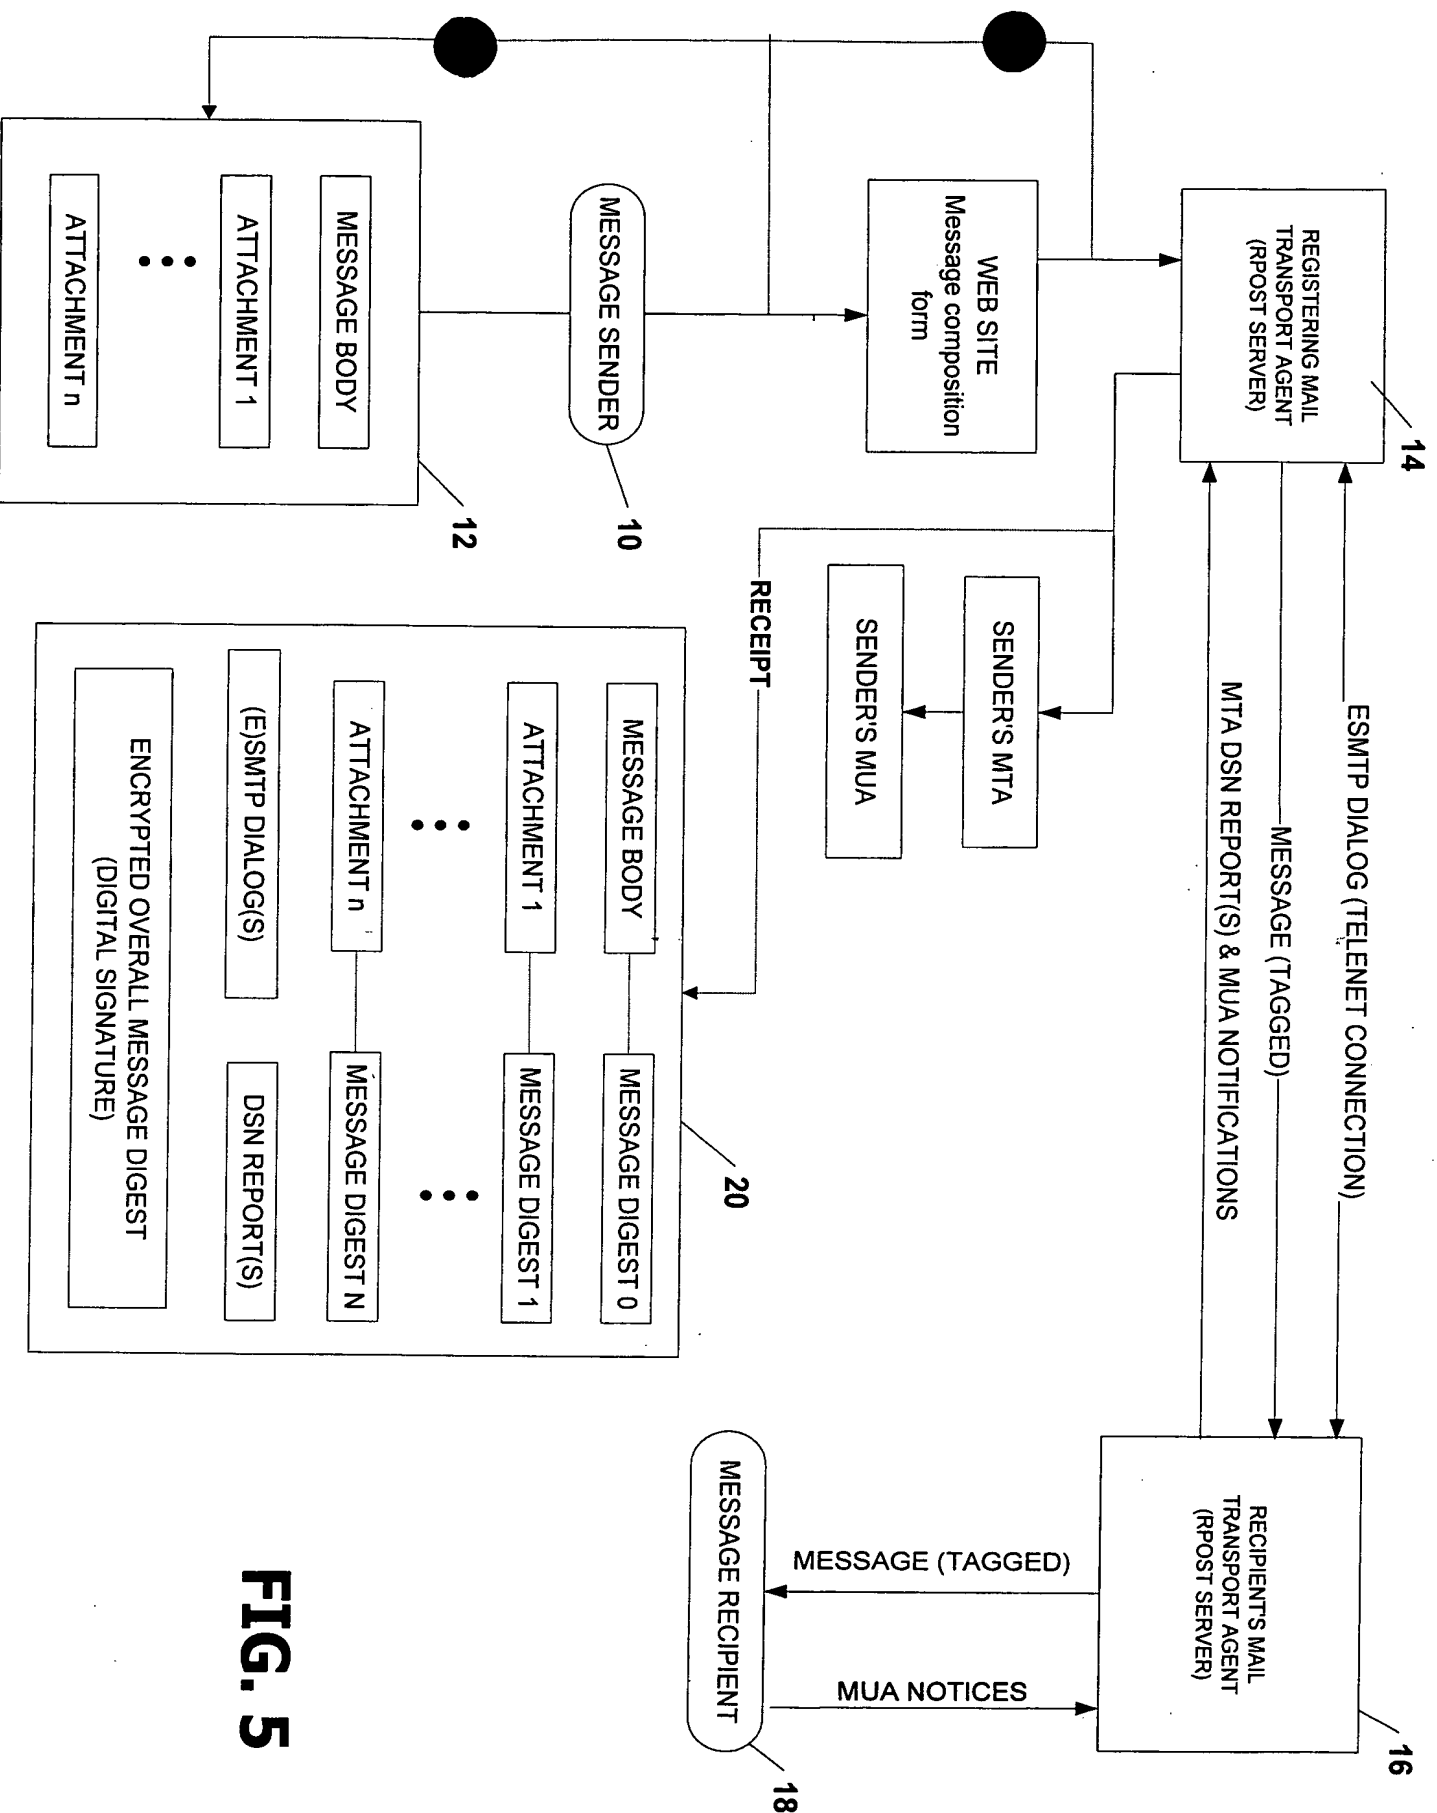 14
REGISTERING MAIL
TRANSPORT AGENT
(RPOST SERVER)
ESMTP DIALOG (TELENET CONNECTION)
MESSAGE (TAGGED)
MTA DSN REPORT(S) & MUA NOTIFICATIONS
16
RECIPIENT'S MAIL
TRANSPORT AGENT
(RPOST SERVER)
WEB SITE
Message composition
form
SENDER'S MTA
SENDER'S MUA
MESSAGE (TAGGED)
MUA NOTICES
MESSAGE SENDER
10
RECEIPT
MESSAGE RECIPIENT
18
12
MESSAGE BODY
ATTACHMENT 1
ATTACHMENT n
20
MESSAGE BODY
MESSAGE DIGEST 0
ATTACHMENT 1
MESSAGE DIGEST 1
ATTACHMENT n
MESSAGE DIGEST N
(E)SMTP DIALOG(S)
DSN REPORT(S)
ENCRYPTED OVERALL MESSAGE DIGEST
(DIGITAL SIGNATURE)
FIG. 5